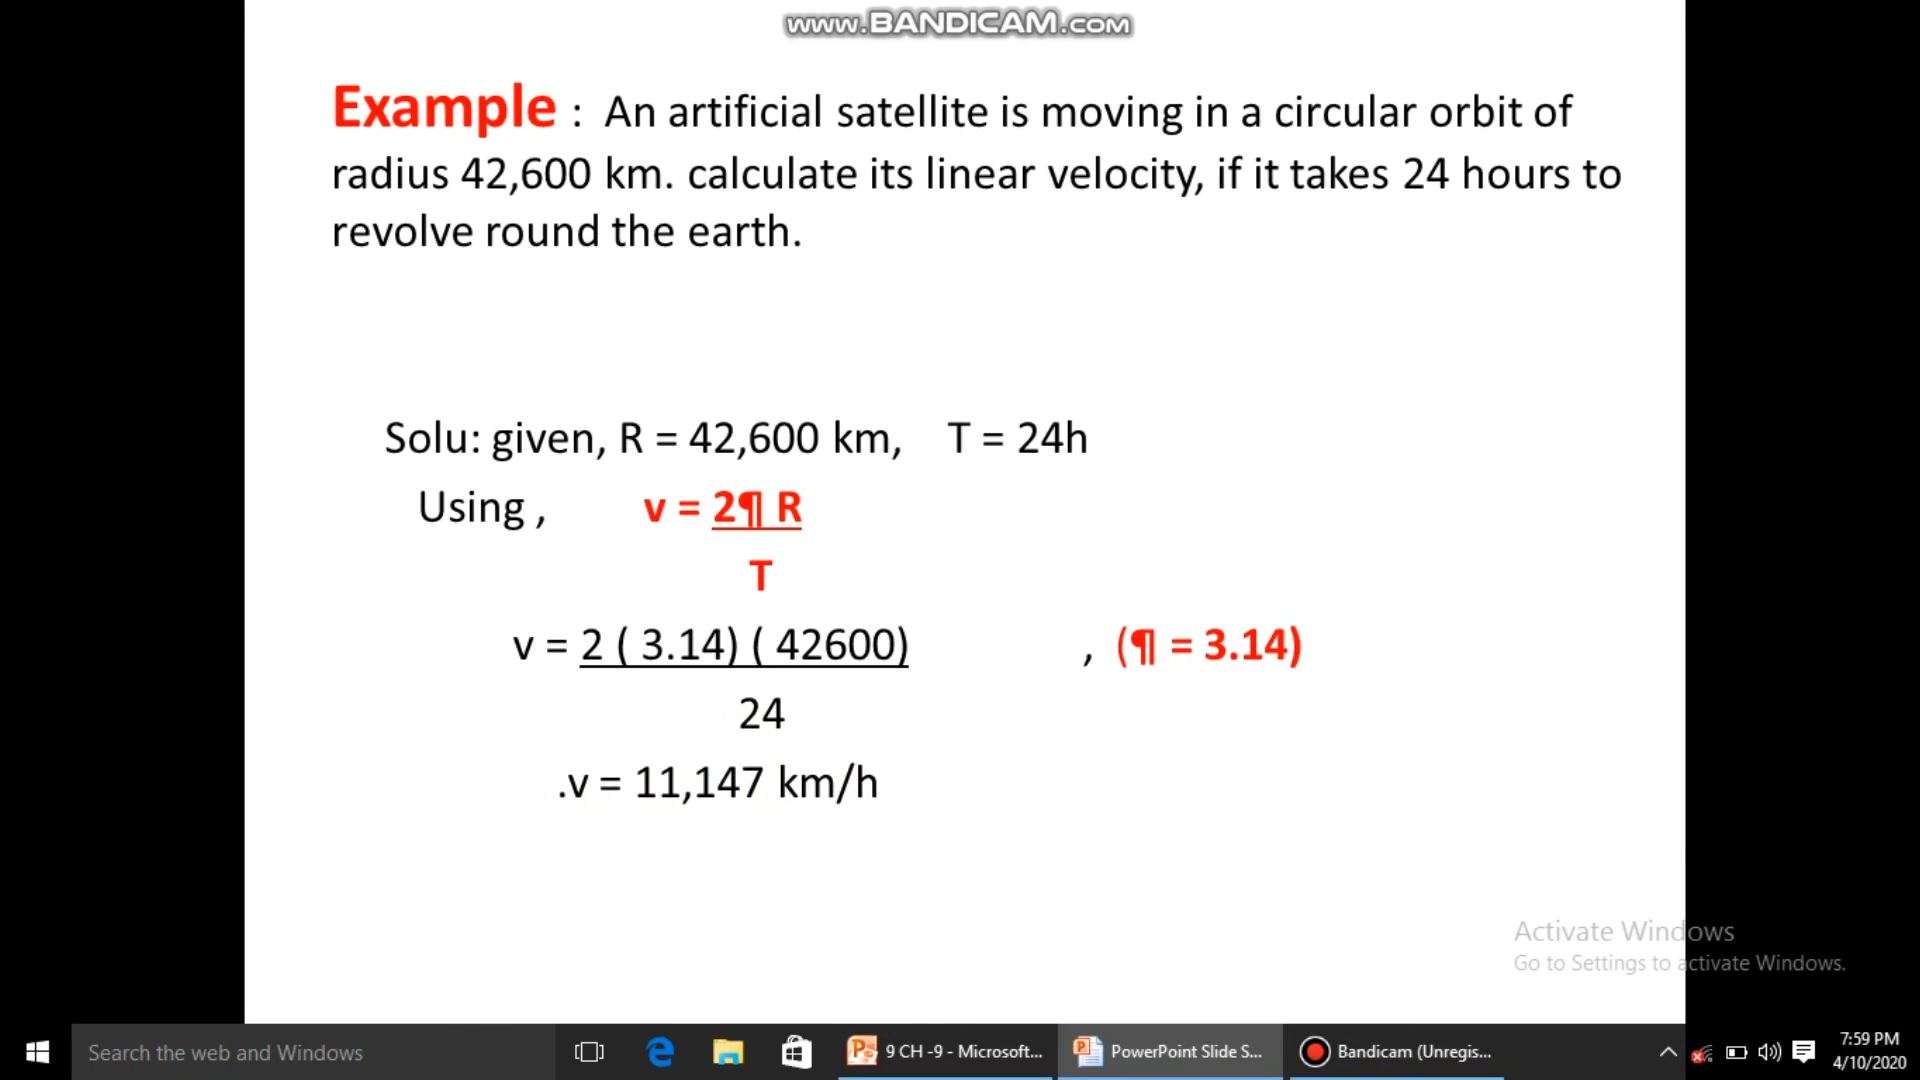 www.BANDICAM.com
Example : An artificial satellite is moving in a circular orbit of
radius 42,600 km. calculate its linear velocity, if it takes 24 hours to
revolve round the earth.
Solu: given, R = 42,600 km, T = 24h
Using , v = 2¶ R
T
v = 2 ( 3.14) ( 42600) , (¶ = 3.14)
24
.v = 11,147 km/h
Activate Windows
Go to Settings to activate Windows.
Search the web and Windows
9 CH -9 - Microsoft...
PowerPoint Slide S...
Bandicam (Unregis...
7:59 PM
4/10/2020